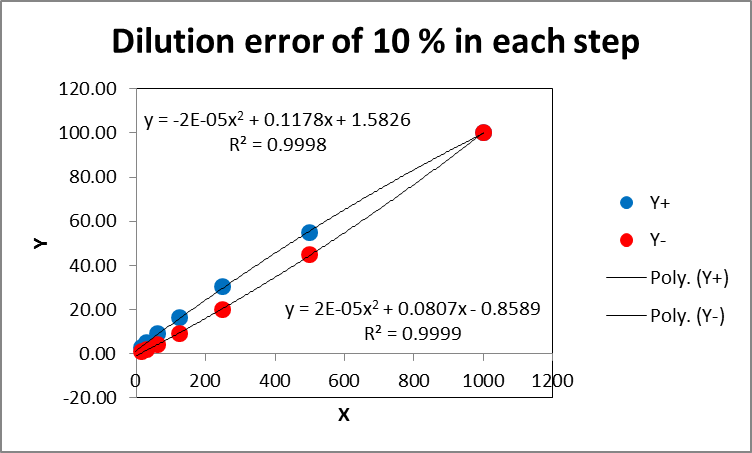 Dilution error of 10 % in each step
120.00
100.00
80.00
60.00
40.00
20.00
0.00
-20.00
Y
y = -2E-05x² + 0.1178x + 1.5826
R² = 0.9998
y = 2E-05x² + 0.0807x - 0.8589
R² = 0.9999
0 200 400 600 800 1000 1200
X
Y+
Y-
Poly. (Y+)
Poly. (Y-)